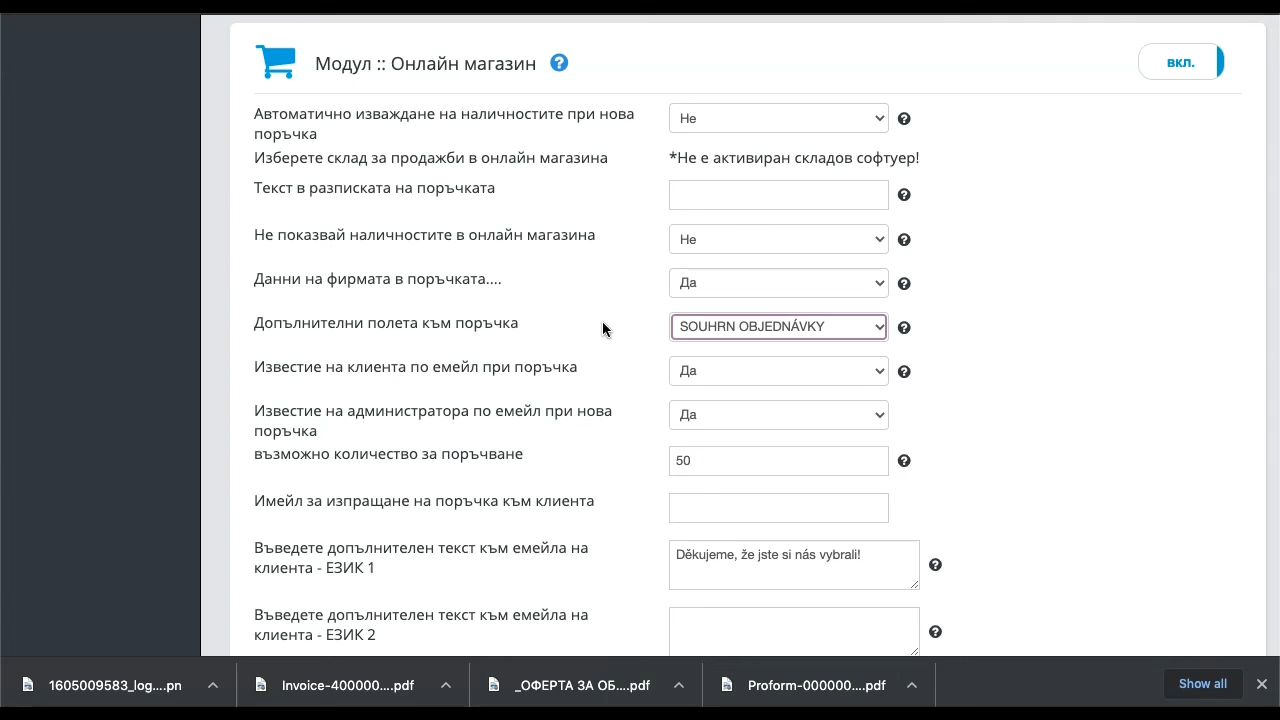 Модул :: Онлайн магазин
вкл.
Автоматично изваждане на наличностите при нова
поръчка
Не
Изберете склад за продажби в онлайн магазина
*Не е активиран складов софтуер!
Текст в разписката на поръчката
Не показвай наличностите в онлайн магазина
Не
Данни на фирмата в поръчката....
Да
Допълнителни полета към поръчка
SOUHRN OBJEDNÁVKY
Известие на клиента по емейл при поръчка
Да
Известие на администратора по емейл при нова
поръчка
Да
възможно количество за поръчване
50
Имейл за изпращане на поръчка към клиента
Въведете допълнителен текст към емейла на
клиента - ЕЗИК 1
Děkujeme, že jste si nás vybrali!
Въведете допълнителен текст към емейла на
клиента - ЕЗИК 2
1605009583_log....pn
Invoice-400000....pdf
_ОФЕРТА ЗА ОБ....pdf
Proform-000000....pdf
Show all